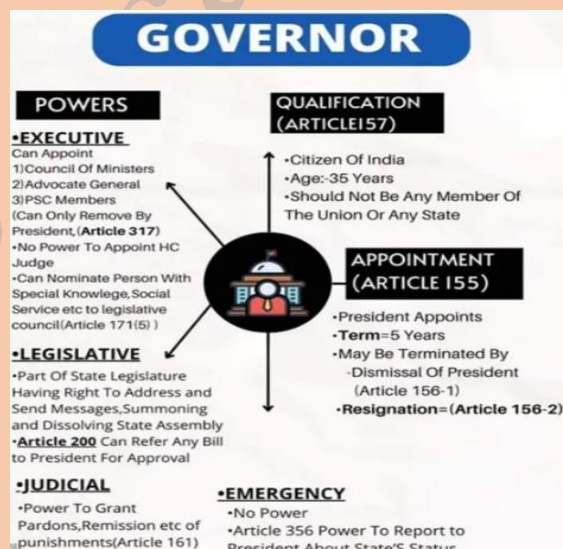 GOVERNOR
POWERS
•EXECUTIVE
Can Appoint
1)Council Of Ministers
2)Advocate General
3)PSC Members
(Can Only Remove By
President,(Article 317)
•No Power To Appoint HC
Judge
•Can Nominate Person With
Special Knowlege,Social
Service etc to legislative
council(Article 171(5) )
•LEGISLATIVE
•Part Of State Legislature
Having Right To Address and
Send Messages,Summoning
and Dissolving State Assembly
•Article 200 Can Refer Any Bill
to President For Approval
•JUDICIAL
•Power To Grant
Pardons,Remission etc of
punishments(Article 161)
QUALIFICATION
(ARTICLE157)
•Citizen Of India
•Age:-35 Years
•Should Not Be Any Member Of
The Union Or Any State
APPOINTMENT
(ARTICLE 155)
•President Appoints
•Term=5 Years
•May Be Terminated By
-Dismissal Of President
(Article 156-1)
•Resignation=(Article 156-2)
•EMERGENCY
•No Power
•Article 356 Power To Report to
President About State'S Status